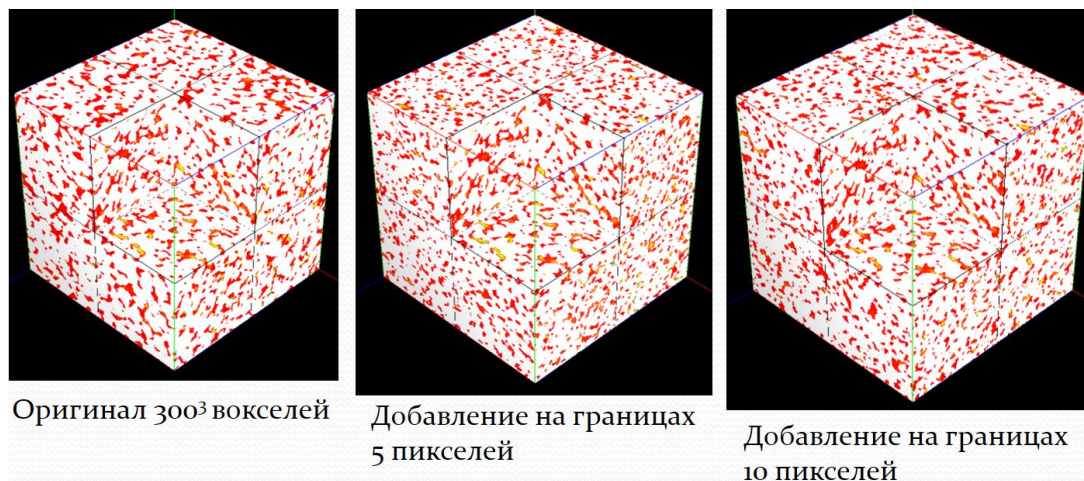 Оригинал 300³ вокселей
Добавление на границах
5 пикселей
Добавление на границах
10 пикселей